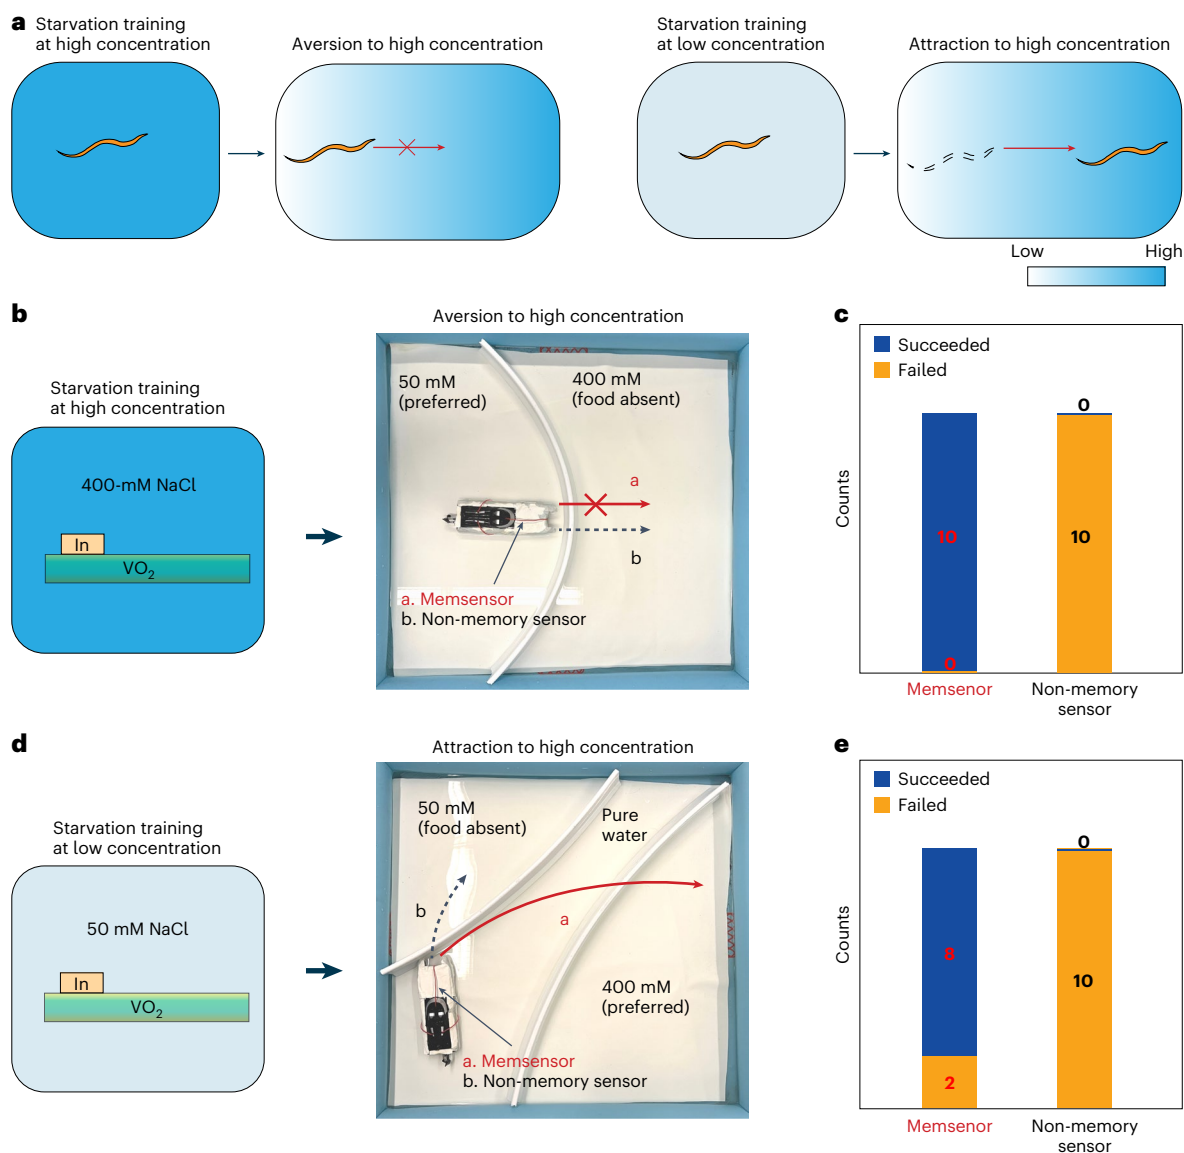 a
Starvation training
at high concentration
Aversion to high concentration
Starvation training
at low concentration
Attraction to high concentration
Low
High
b
Starvation training
at high concentration
400-mM NaCl
In
VO2
Aversion to high concentration
50 mM
(preferred)
400 mM
(food absent)
a
b
a. Memsensor
b. Non-memory sensor
c
Succeeded
Failed
Counts
10
0
0
10
Memsenor
Non-memory
sensor
d
Starvation training
at low concentration
50 mM NaCl
In
VO2
Attraction to high concentration
50 mM
(food absent)
Pure
water
b
a
400 mM
(preferred)
a. Memsensor
b. Non-memory sensor
e
Succeeded
Failed
Counts
8
2
0
10
Memsenor
Non-memory
sensor